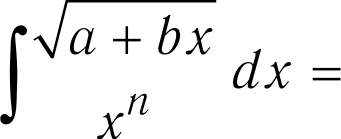 ∫ √(a + bx) / xⁿ dx =